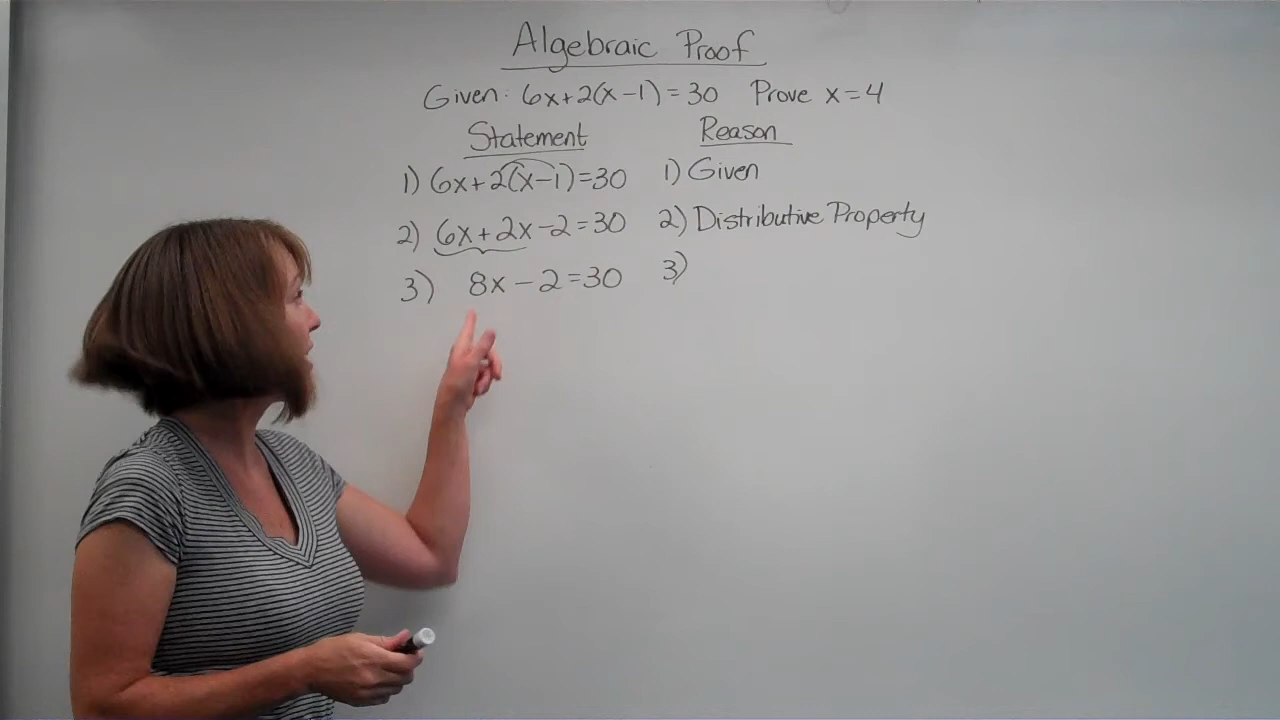 Algebraic Proof
Given: 6x+2(x-1)=30 Prove x=4
Statement Reason
1) 6x+2(x-1)=30 1) Given
2) 6x+2x-2=30 2) Distributive Property
3) 8x-2=30 3)